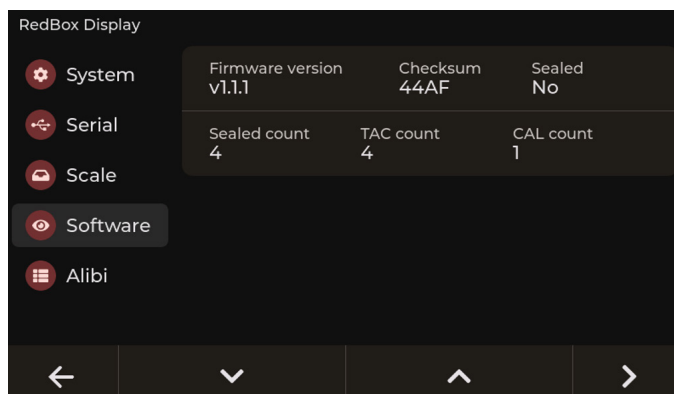 RedBox Display
System
Serial
Scale
Software
Alibi
Firmware version Checksum Sealed
v1.1.1 44AF No
Sealed count TAC count CAL count
4 4 1